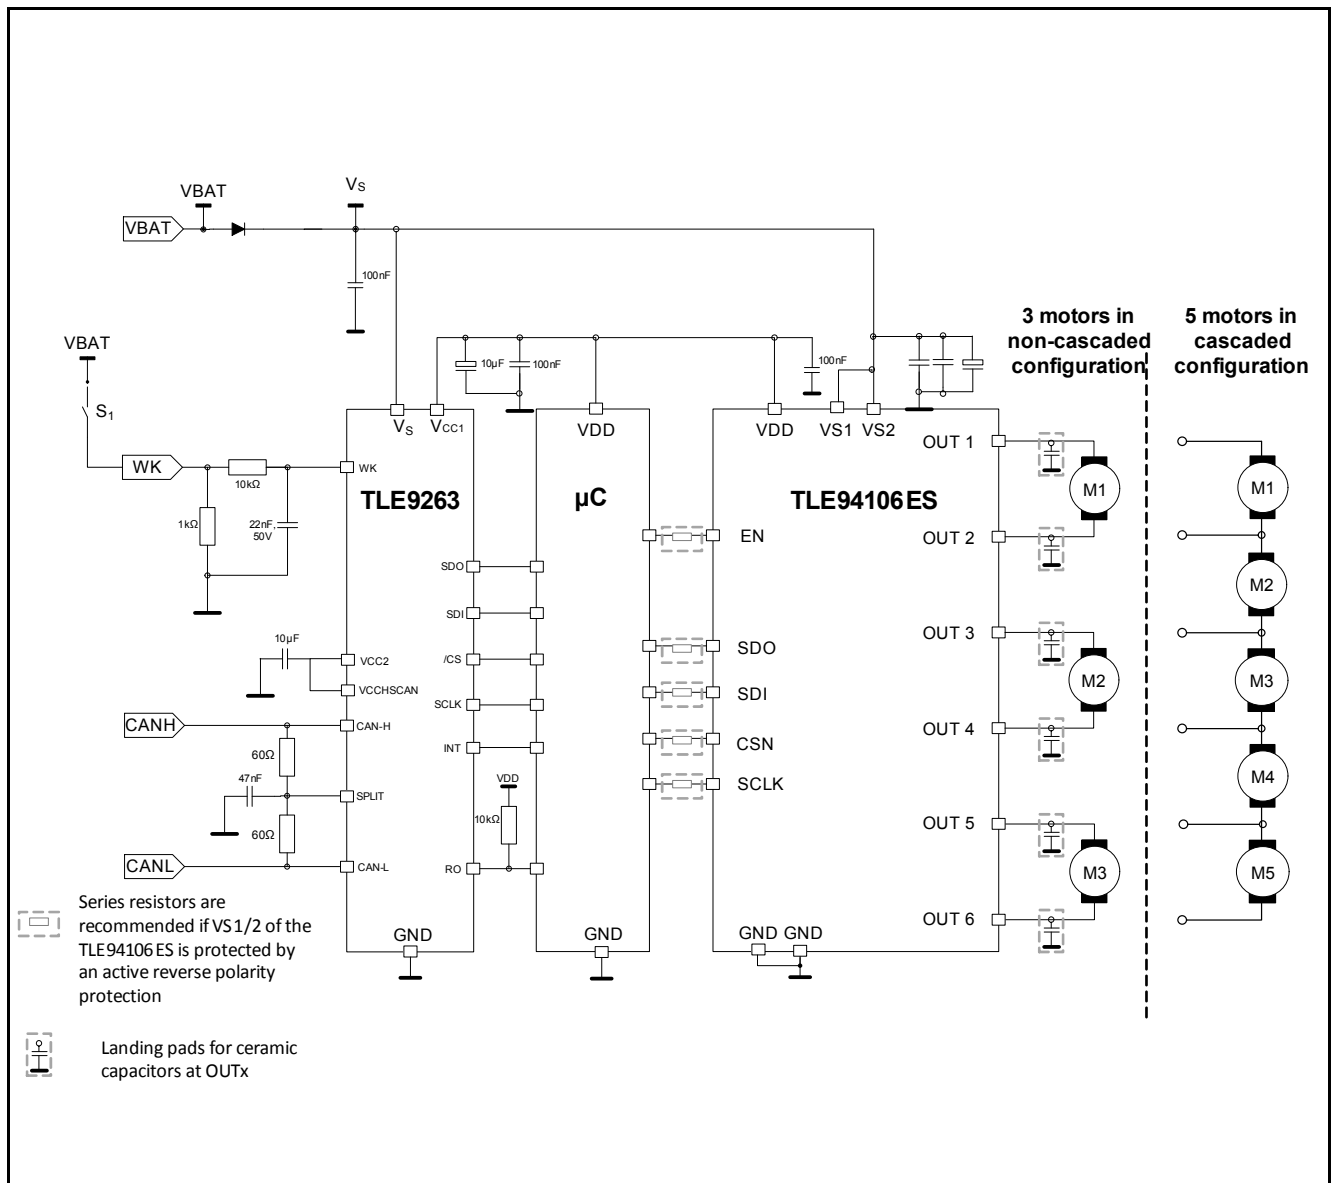 VBAT
VS
VBAT
100nF
3 motors in
non-cascaded
configuration
5 motors in
cascaded
configuration
VBAT
10µF
100nF
100nF
S1
VS
VCC1
VDD
VDD
VS1
VS2
OUT 1
WK
10kΩ
WK
TLE9263
µC
TLE94106ES
M1
M1
1kΩ
22nF,
50V
EN
OUT 2
SDO
M2
SDI
10µF
OUT 3
VCC2
/CS
SDO
M2
M3
VCCHSCAN
SCLK
SDI
CANH
CAN-H
INT
CSN
OUT 4
60Ω
47nF
VDD
SCLK
M4
SPLIT
10kΩ
60Ω
OUT 5
CANL
CAN-L
RO
M3
M5
Series resistors are
recommended if VS1/2 of the
TLE94106ES is protected by
an active reverse polarity
protection
GND
GND
GND GND
OUT 6
Landing pads for ceramic
capacitors at OUTx